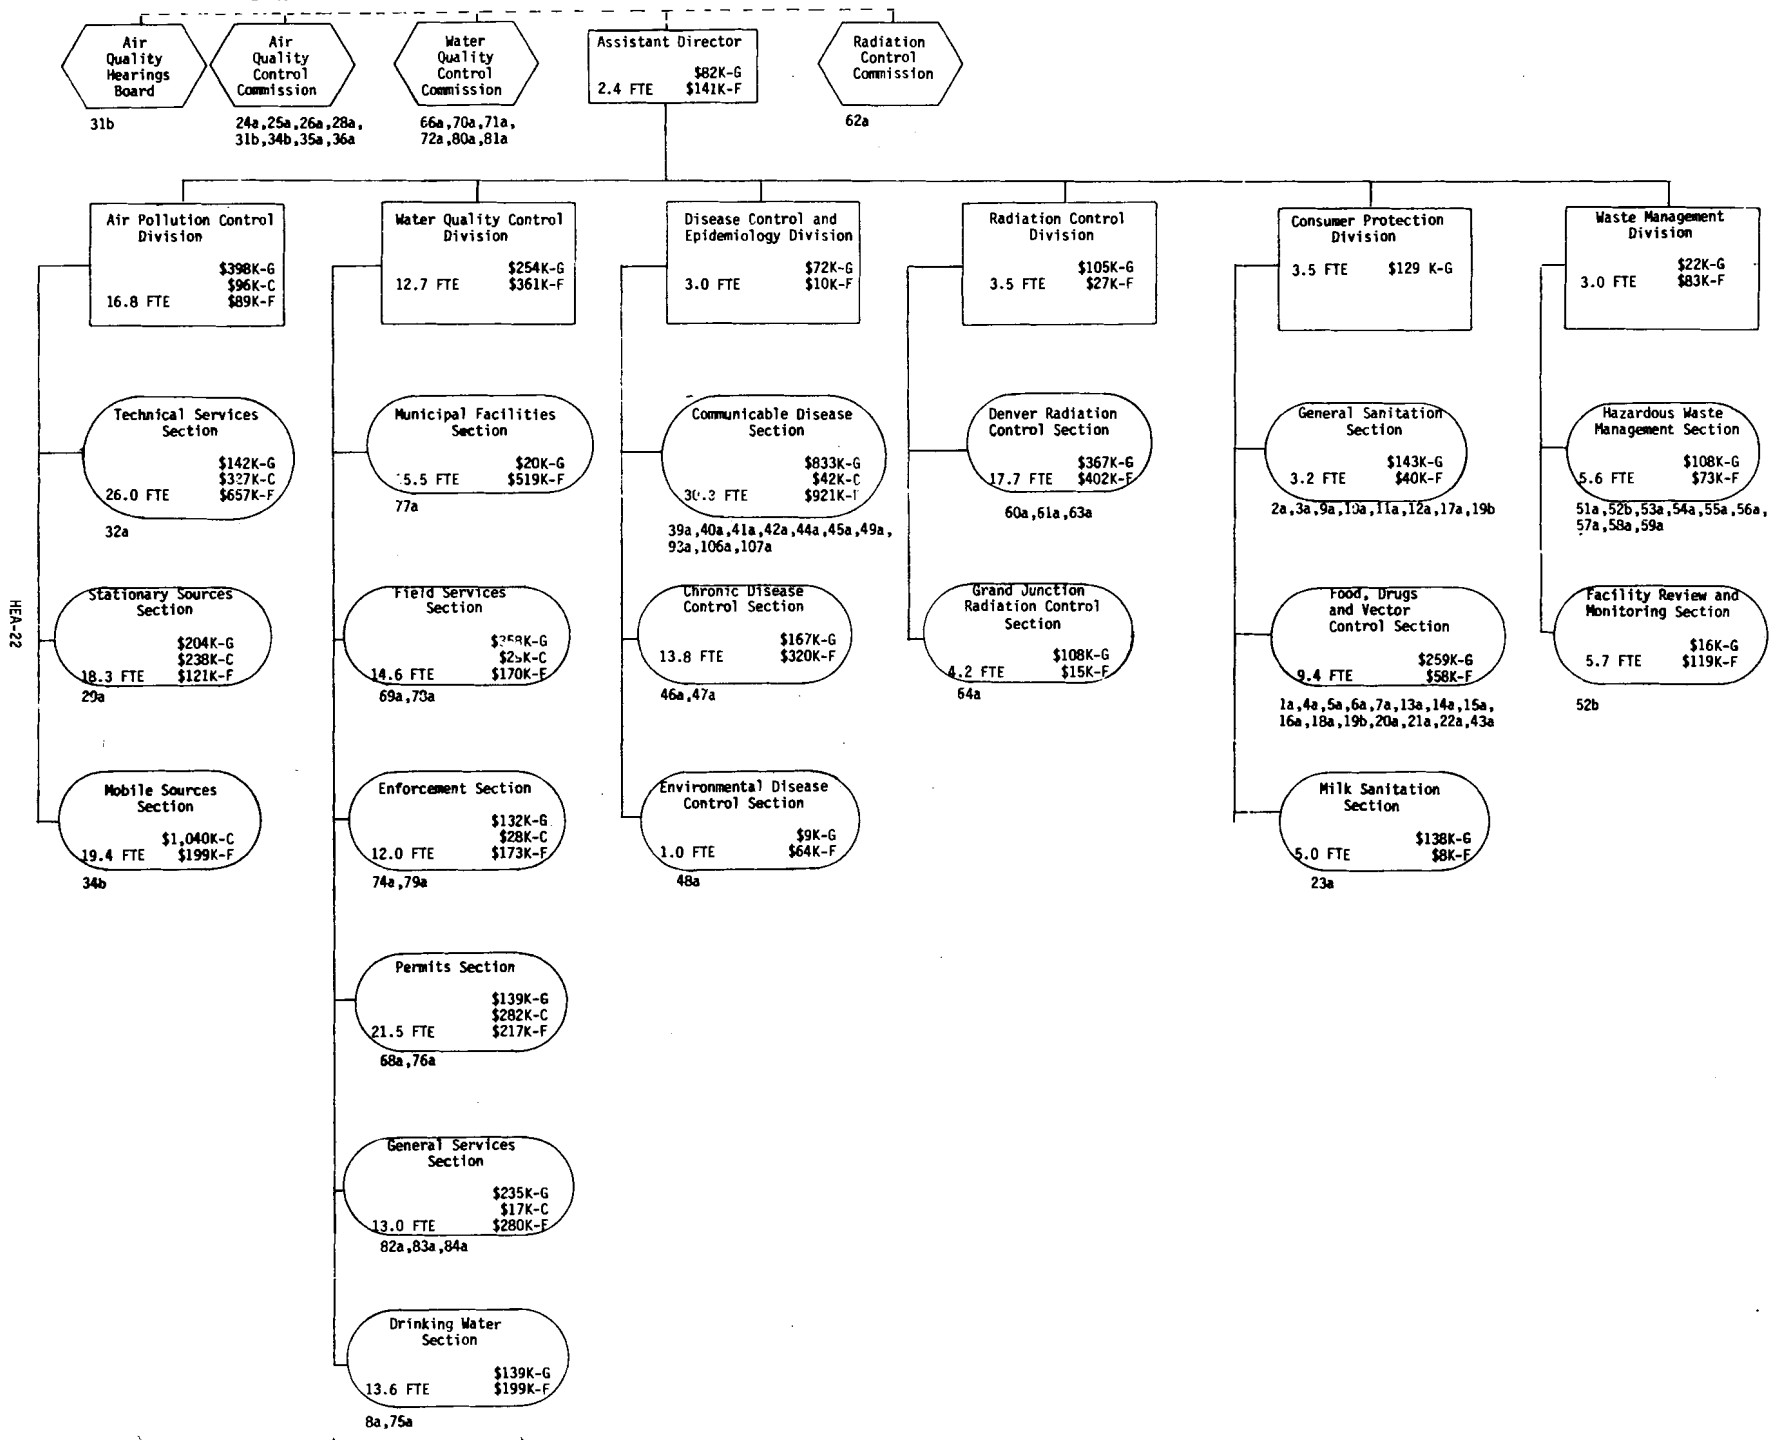 Air
Quality
Hearings
Board
31b
Air
Quality
Control
Commission
24a,25a,26a,28a,
31b,34b,35a,36a
Water
Quality
Control
Commission
66a,70a,71a,
72a,80a,81a
Assistant Director
$82K-G
2.4 FTE $141K-F
Radiation
Control
Commission
62a
Air Pollution Control
Division
$398K-G
$96K-C
16.8 FTE $89K-F
Technical Services
Section
$142K-G
$337K-C
26.0 FTE $657K-F
32a
Stationary Sources
Section
$204K-G
$238K-C
18.3 FTE $121K-F
29a
Mobile Sources
Section
$1,040K-C
19.4 FTE $199K-F
34b
Water Quality Control
Division
$254K-G
12.7 FTE $361K-F
Municipal Facilities
Section
$20K-G
FTE $519K-F
77a
Field Services
Section
14.6 FTE $170K-F
69a,78a
Enforcement Section
$132K-G
$28K-C
12.0 FTE $173K-F
74a,79a
Permits Section
$139K-G
$282K-C
21.5 FTE $217K-F
68a,76a
General Services
Section
$235K-G
$17K-C
13.0 FTE $280K-F
82a,83a,84a
Drinking Water
Section
$139K-G
13.6 FTE $199K-F
8a,75a
Disease Control and
Epidemiology Division
$72K-G
3.0 FTE $10K-F
Communicable Disease
Section
$833K-G
$42K-C
FTE
39a,40a,41a,42a,44a,45a,49a,
93a,106a,107a
Chronic Disease
Control Section
$167K-G
13.8 FTE $320K-F
46a,47a
Environmental Disease
Control Section
$9K-G
1.0 FTE $64K-F
48a
Radiation Control
Division
$105K-G
3.5 FTE $27K-F
Denver Radiation
Control Section
$367K-G
17.7 FTE $402K-F
60a,61a,63a
Grand Junction
Radiation Control
Section
$108K-G
4.2 FTE $15K-F
64a
Consumer Protection
Division
3.5 FTE $129 K-G
General Sanitation
Section
$143K-G
3.2 FTE $40K-F
2a,3a,9a,10a,11a,12a,17a,19b
Food, Drugs
and Vector
Control Section
$259K-G
9.4 FTE $58K-F
1a,4a,5a,6a,7a,13a,14a,15a,
16a,18a,19b,20a,21a,22a,43a
Milk Sanitation
Section
$138K-G
5.0 FTE $8K-F
23a
Waste Management
Division
$22K-G
3.0 FTE $83K-F
Hazardous Waste
Management Section
$108K-G
5.6 FTE $73K-F
51a,52b,53a,54a,55a,56a,
57a,58a,59a
Facility Review and
Monitoring Section
$16K-G
5.7 FTE $119K-F
52b
HEA-22